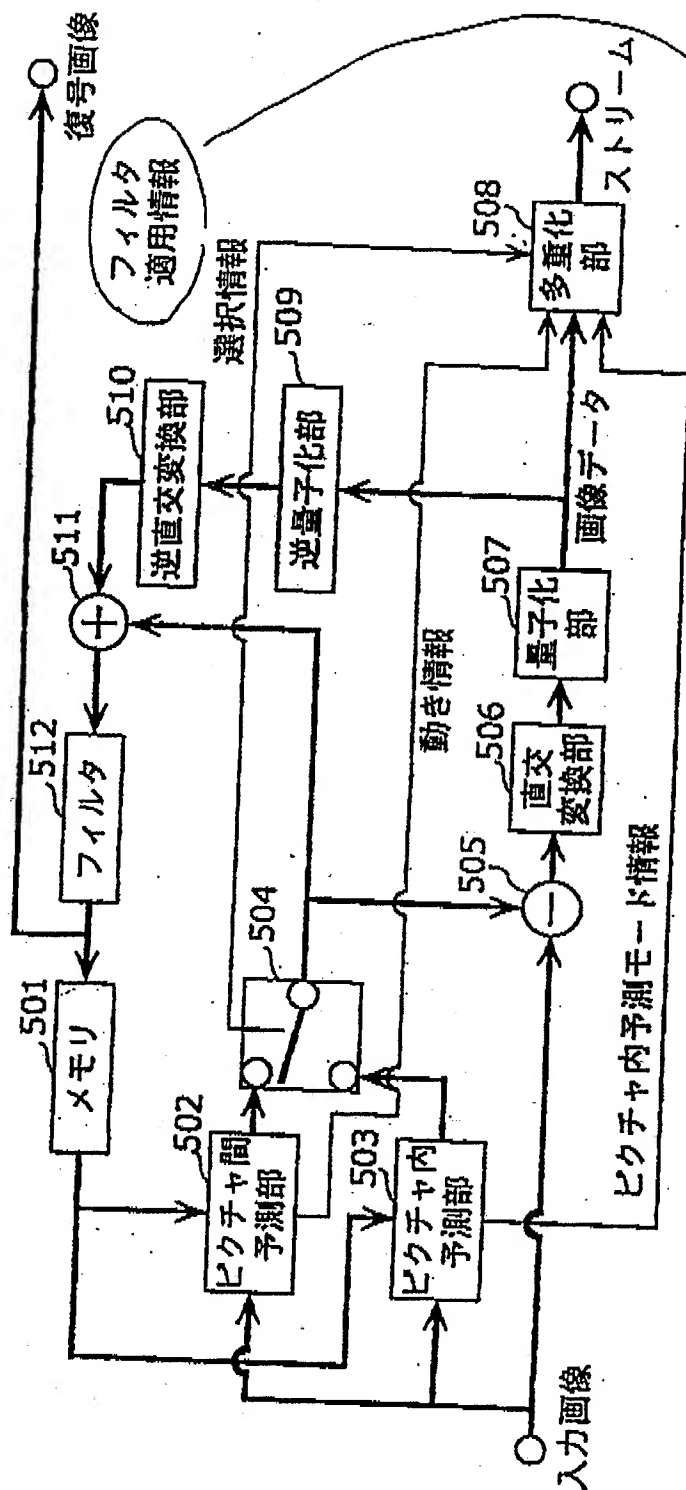 復号画像
フィルタ
適用情報
512
フィルタ
511
510
逆直交変換部
選択情報
509
逆量子化部
501
メモリ
502
ピクチャ間
予測部
504
動き情報
508
多重化
部
ストリーム
503
ピクチャ内
予測部
505
506
直交
変換部
507
量子化
部
画像データ
入力画像
ピクチャ内予測モード情報